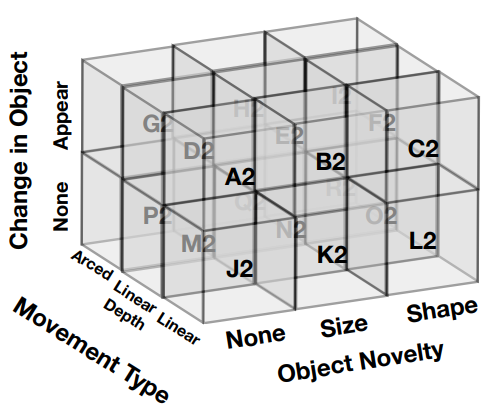 Change in Object
Appear
None
G2
H2
I2
D2
E2
F2
A2
B2
C2
P2
Q2
R2
M2
N2
O2
J2
K2
L2
Arced
Linear
Depth
Linear
Movement Type
None
Size
Shape
Object Novelty